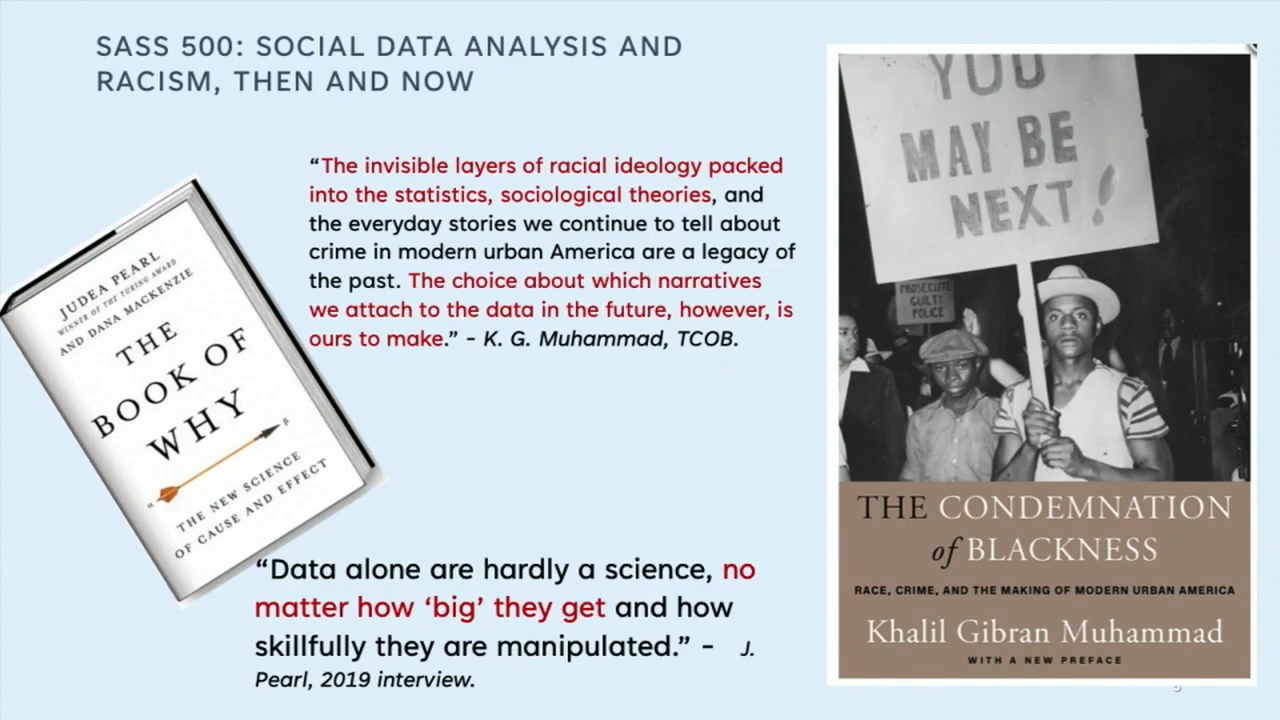 SASS 500: SOCIAL DATA ANALYSIS AND
RACISM, THEN AND NOW
“The invisible layers of racial ideology packed
into the statistics, sociological theories, and
the everyday stories we continue to tell about
crime in modern urban America are a legacy of
the past. The choice about which narratives
we attach to the data in the future, however, is
ours to make.” - K. G. Muhammad, TCOB.
JUDEA PEARL
WINNER OF THE TURING AWARD
AND DANA MACKENZIE
THE
BOOK OF
WHY
THE NEW SCIENCE
OF CAUSE AND EFFECT
“Data alone are hardly a science, no
matter how ‘big’ they get and how
skillfully they are manipulated.” - J.
Pearl, 2019 interview.
YOU
MAY BE
NEXT!
PROSECUTE
GUILTY
POLICE
THE CONDEMNATION
of BLACKNESS
RACE, CRIME, AND THE MAKING OF MODERN URBAN AMERICA
Khalil Gibran Muhammad
WITH A NEW PREFACE